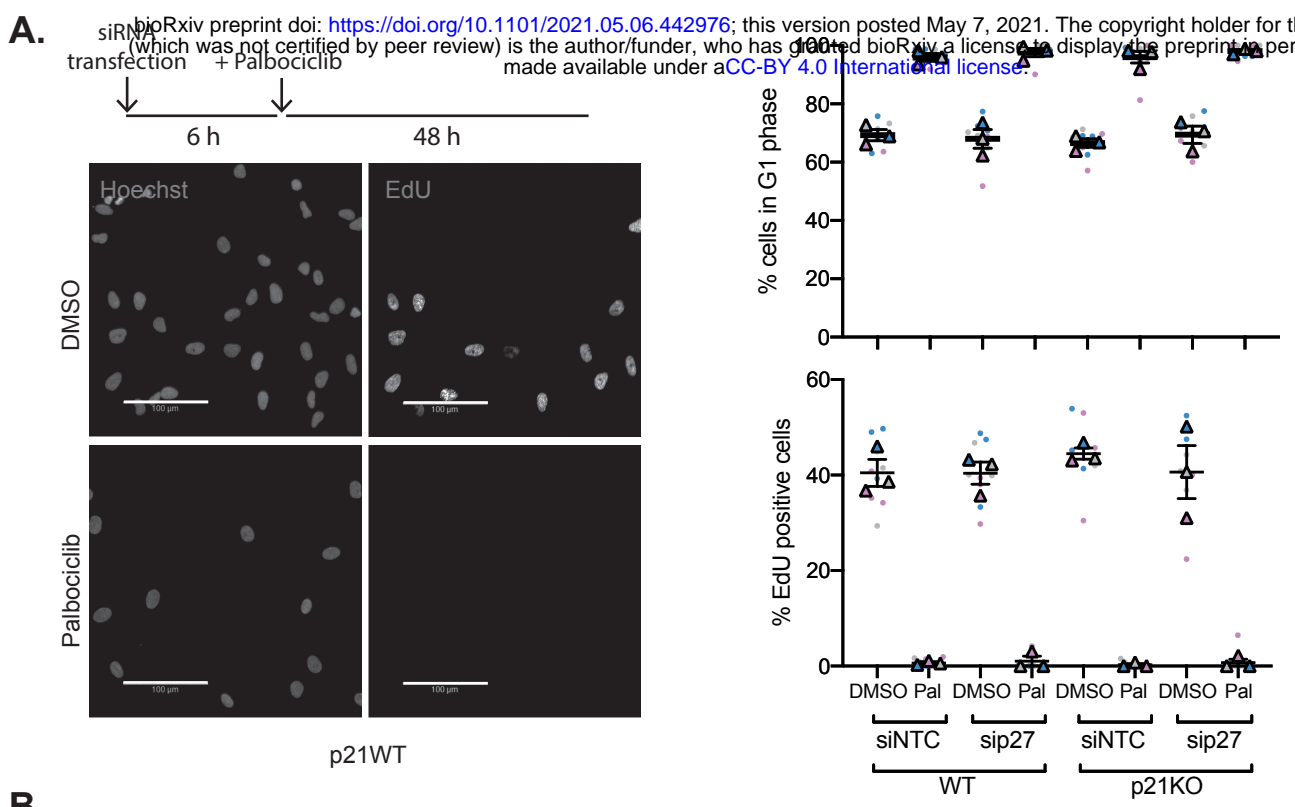 A.
bioRxiv preprint doi: https://doi.org/10.1101/2021.05.06.442976; this version posted May 7, 2021. The copyright holder for
(which was not certified by peer review) is the author/funder, who has granted bioRxiv a license to display the preprint in
made available under aCC-BY 4.0 International license.
siRNA
transfection + Palbociclib
6 h 48 h
Hoechst EdU
DMSO
100 µm 100 µm
Palbociclib
100 µm 100 µm
p21WT
% cells in G1 phase
100
80
60
40
20
0
% EdU positive cells
60
40
20
0
DMSO Pal DMSO Pal DMSO Pal DMSO Pal
siNTC sip27 siNTC sip27
WT p21KO